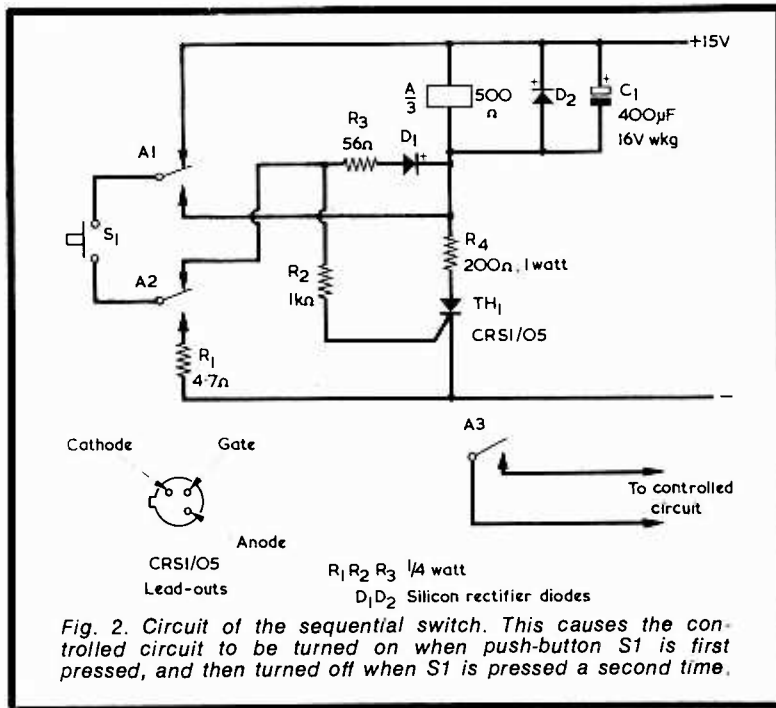 +15V
A/3
500
Ω
D2
C1
400μF
16V wkg
R3
56Ω
D1
A1
S1
A2
R2
1kΩ
R4
200Ω, 1 watt
TH1
CRS1/O5
R1
4·7Ω
–
A3
Cathode
Gate
Anode
To controlled
circuit
CRS1/O5
Lead-outs
R1 R2 R3 1/4 watt
D1 D2 Silicon rectifier diodes
Fig. 2. Circuit of the sequential switch. This causes the con-
trolled circuit to be turned on when push-button S1 is first
pressed, and then turned off when S1 is pressed a second time.